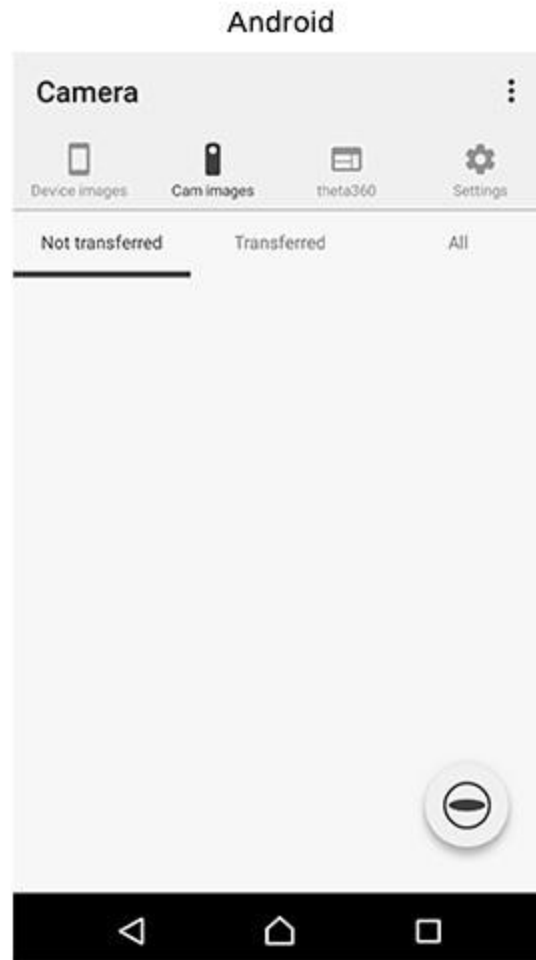 Android
Camera
Device images Cam images theta360 Settings
Not transferred Transferred All